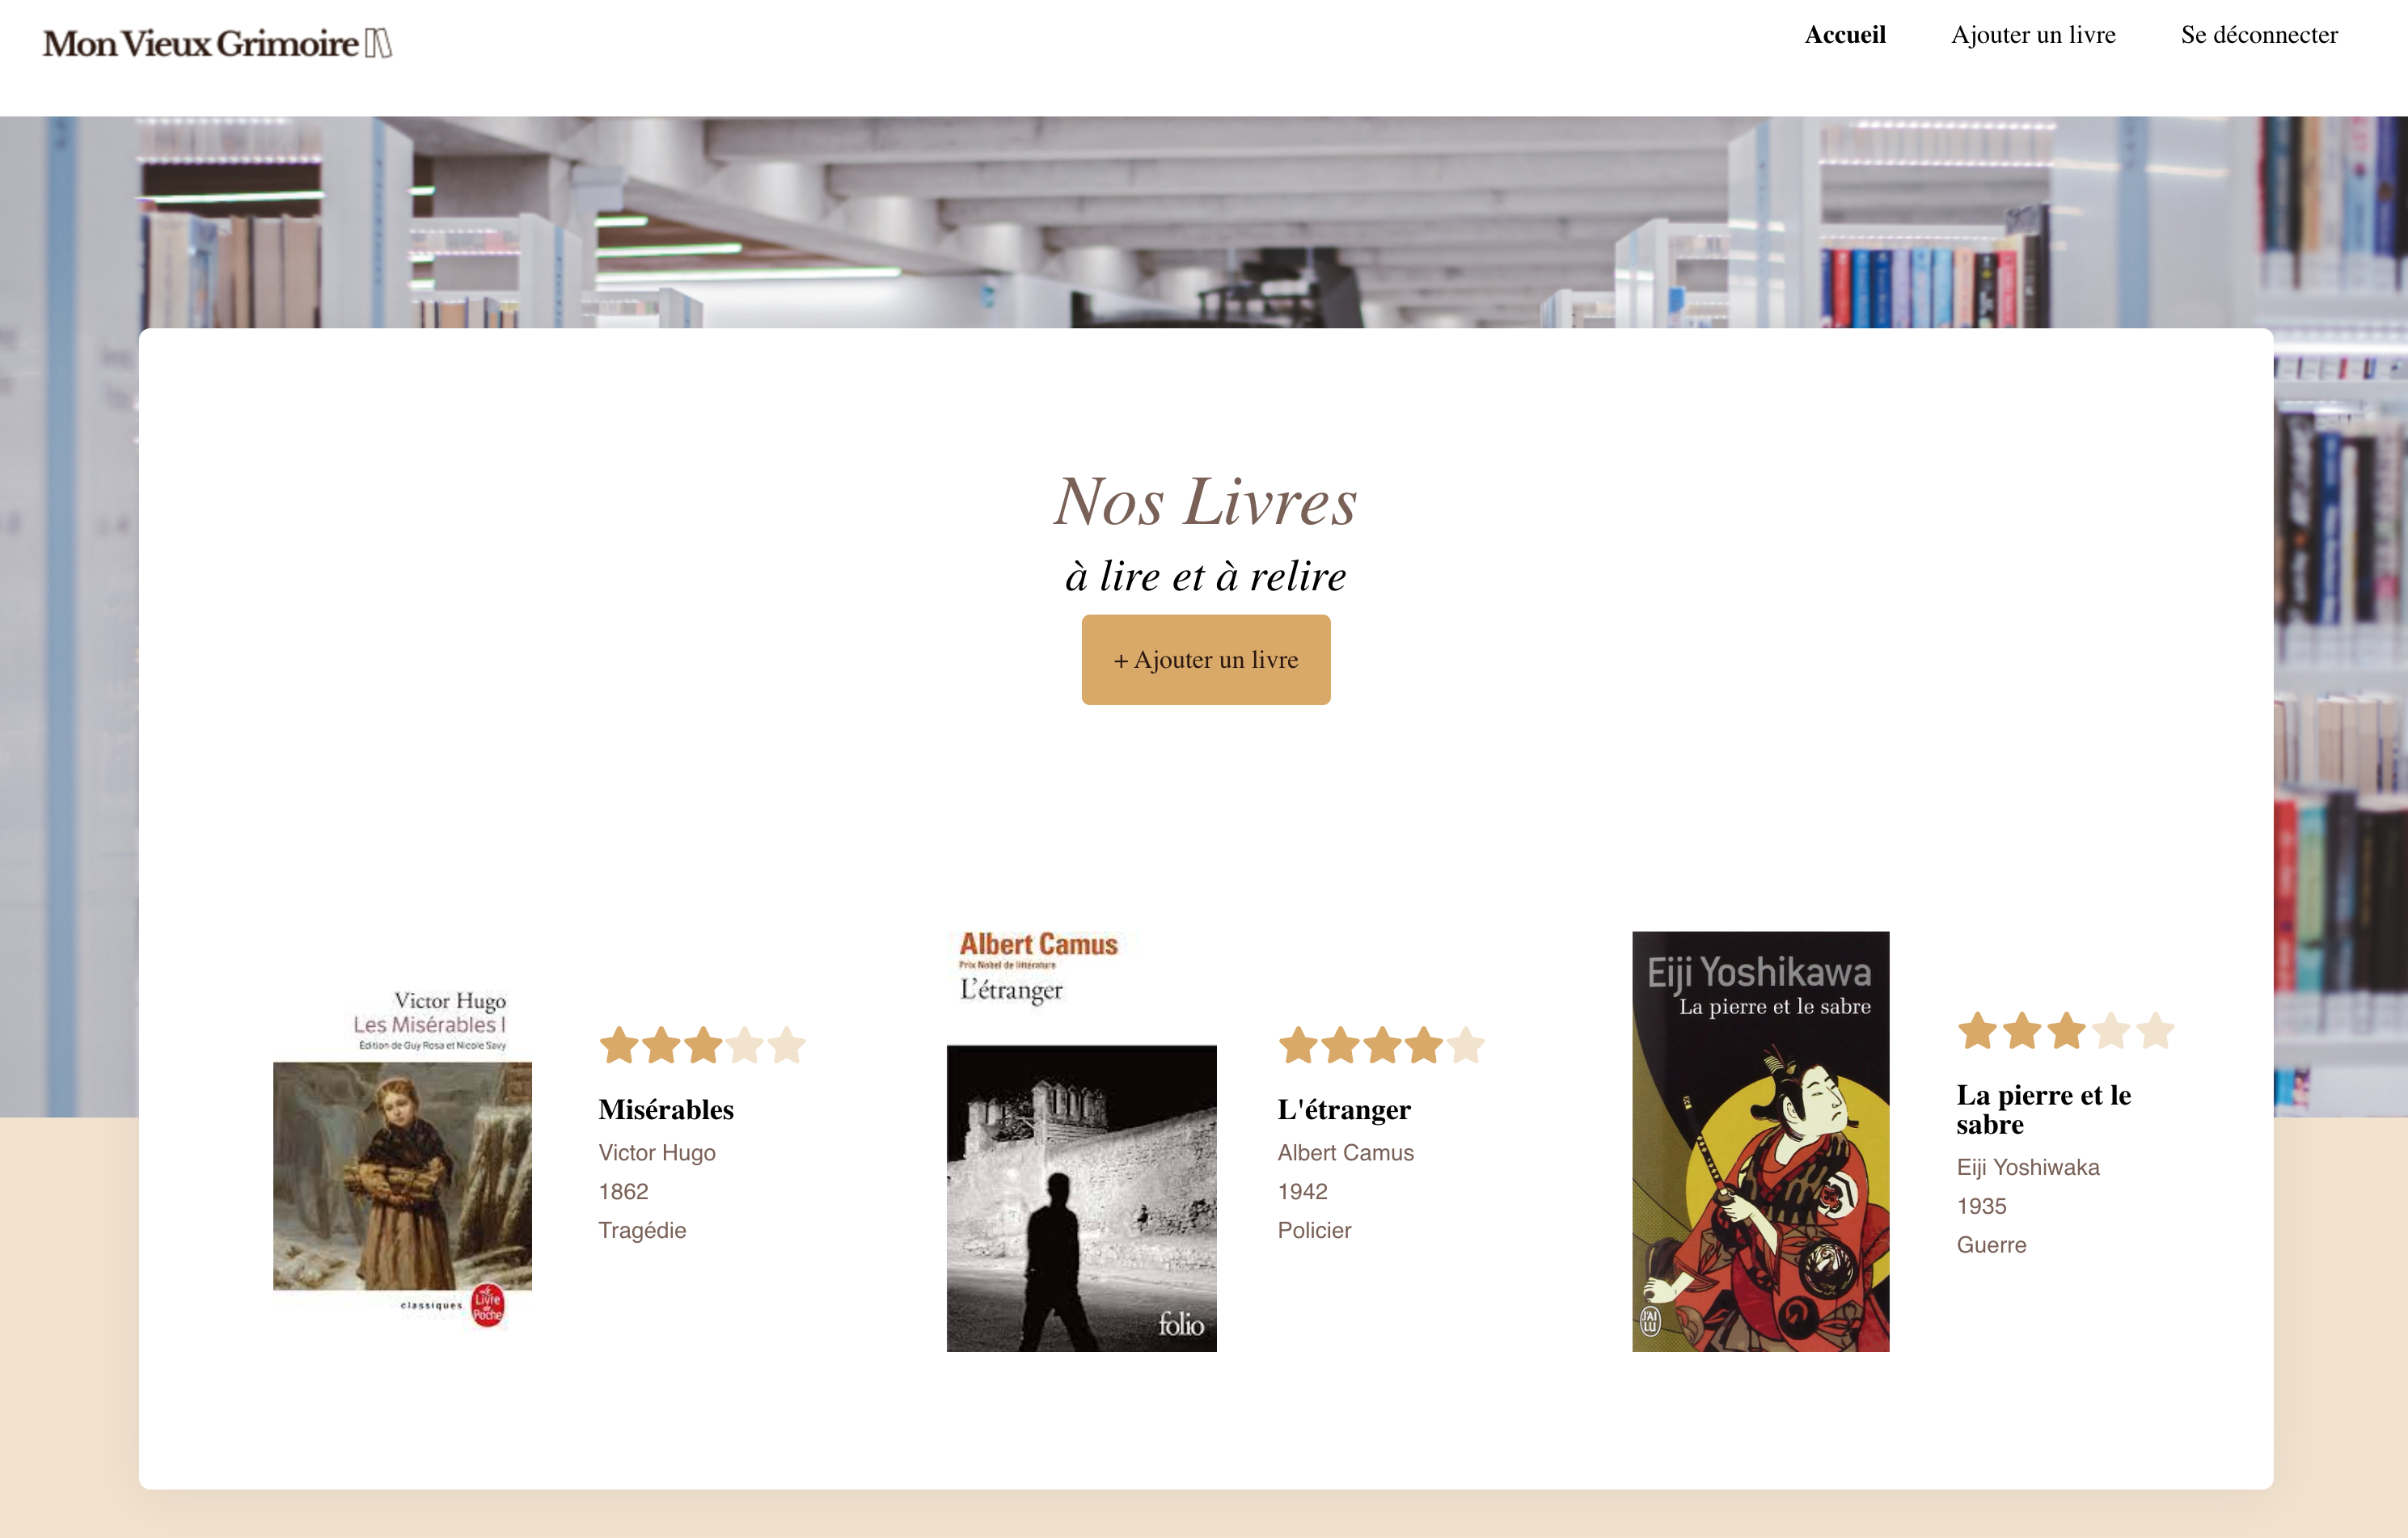 Mon Vieux Grimoire
Accueil
Ajouter un livre
Se déconnecter
Nos Livres
à lire et à relire
+ Ajouter un livre
Victor Hugo
Les Misérables I
Édition de Guy Rosa et Nicole Savy
classiques
Le Livre de Poche
Misérables
Victor Hugo
1862
Tragédie
Albert Camus
Prix Nobel de littérature
L'étranger
folio
L'étranger
Albert Camus
1942
Policier
Eiji Yoshikawa
La pierre et le sabre
J'AI
LU
La pierre et le
sabre
Eiji Yoshiwaka
1935
Guerre